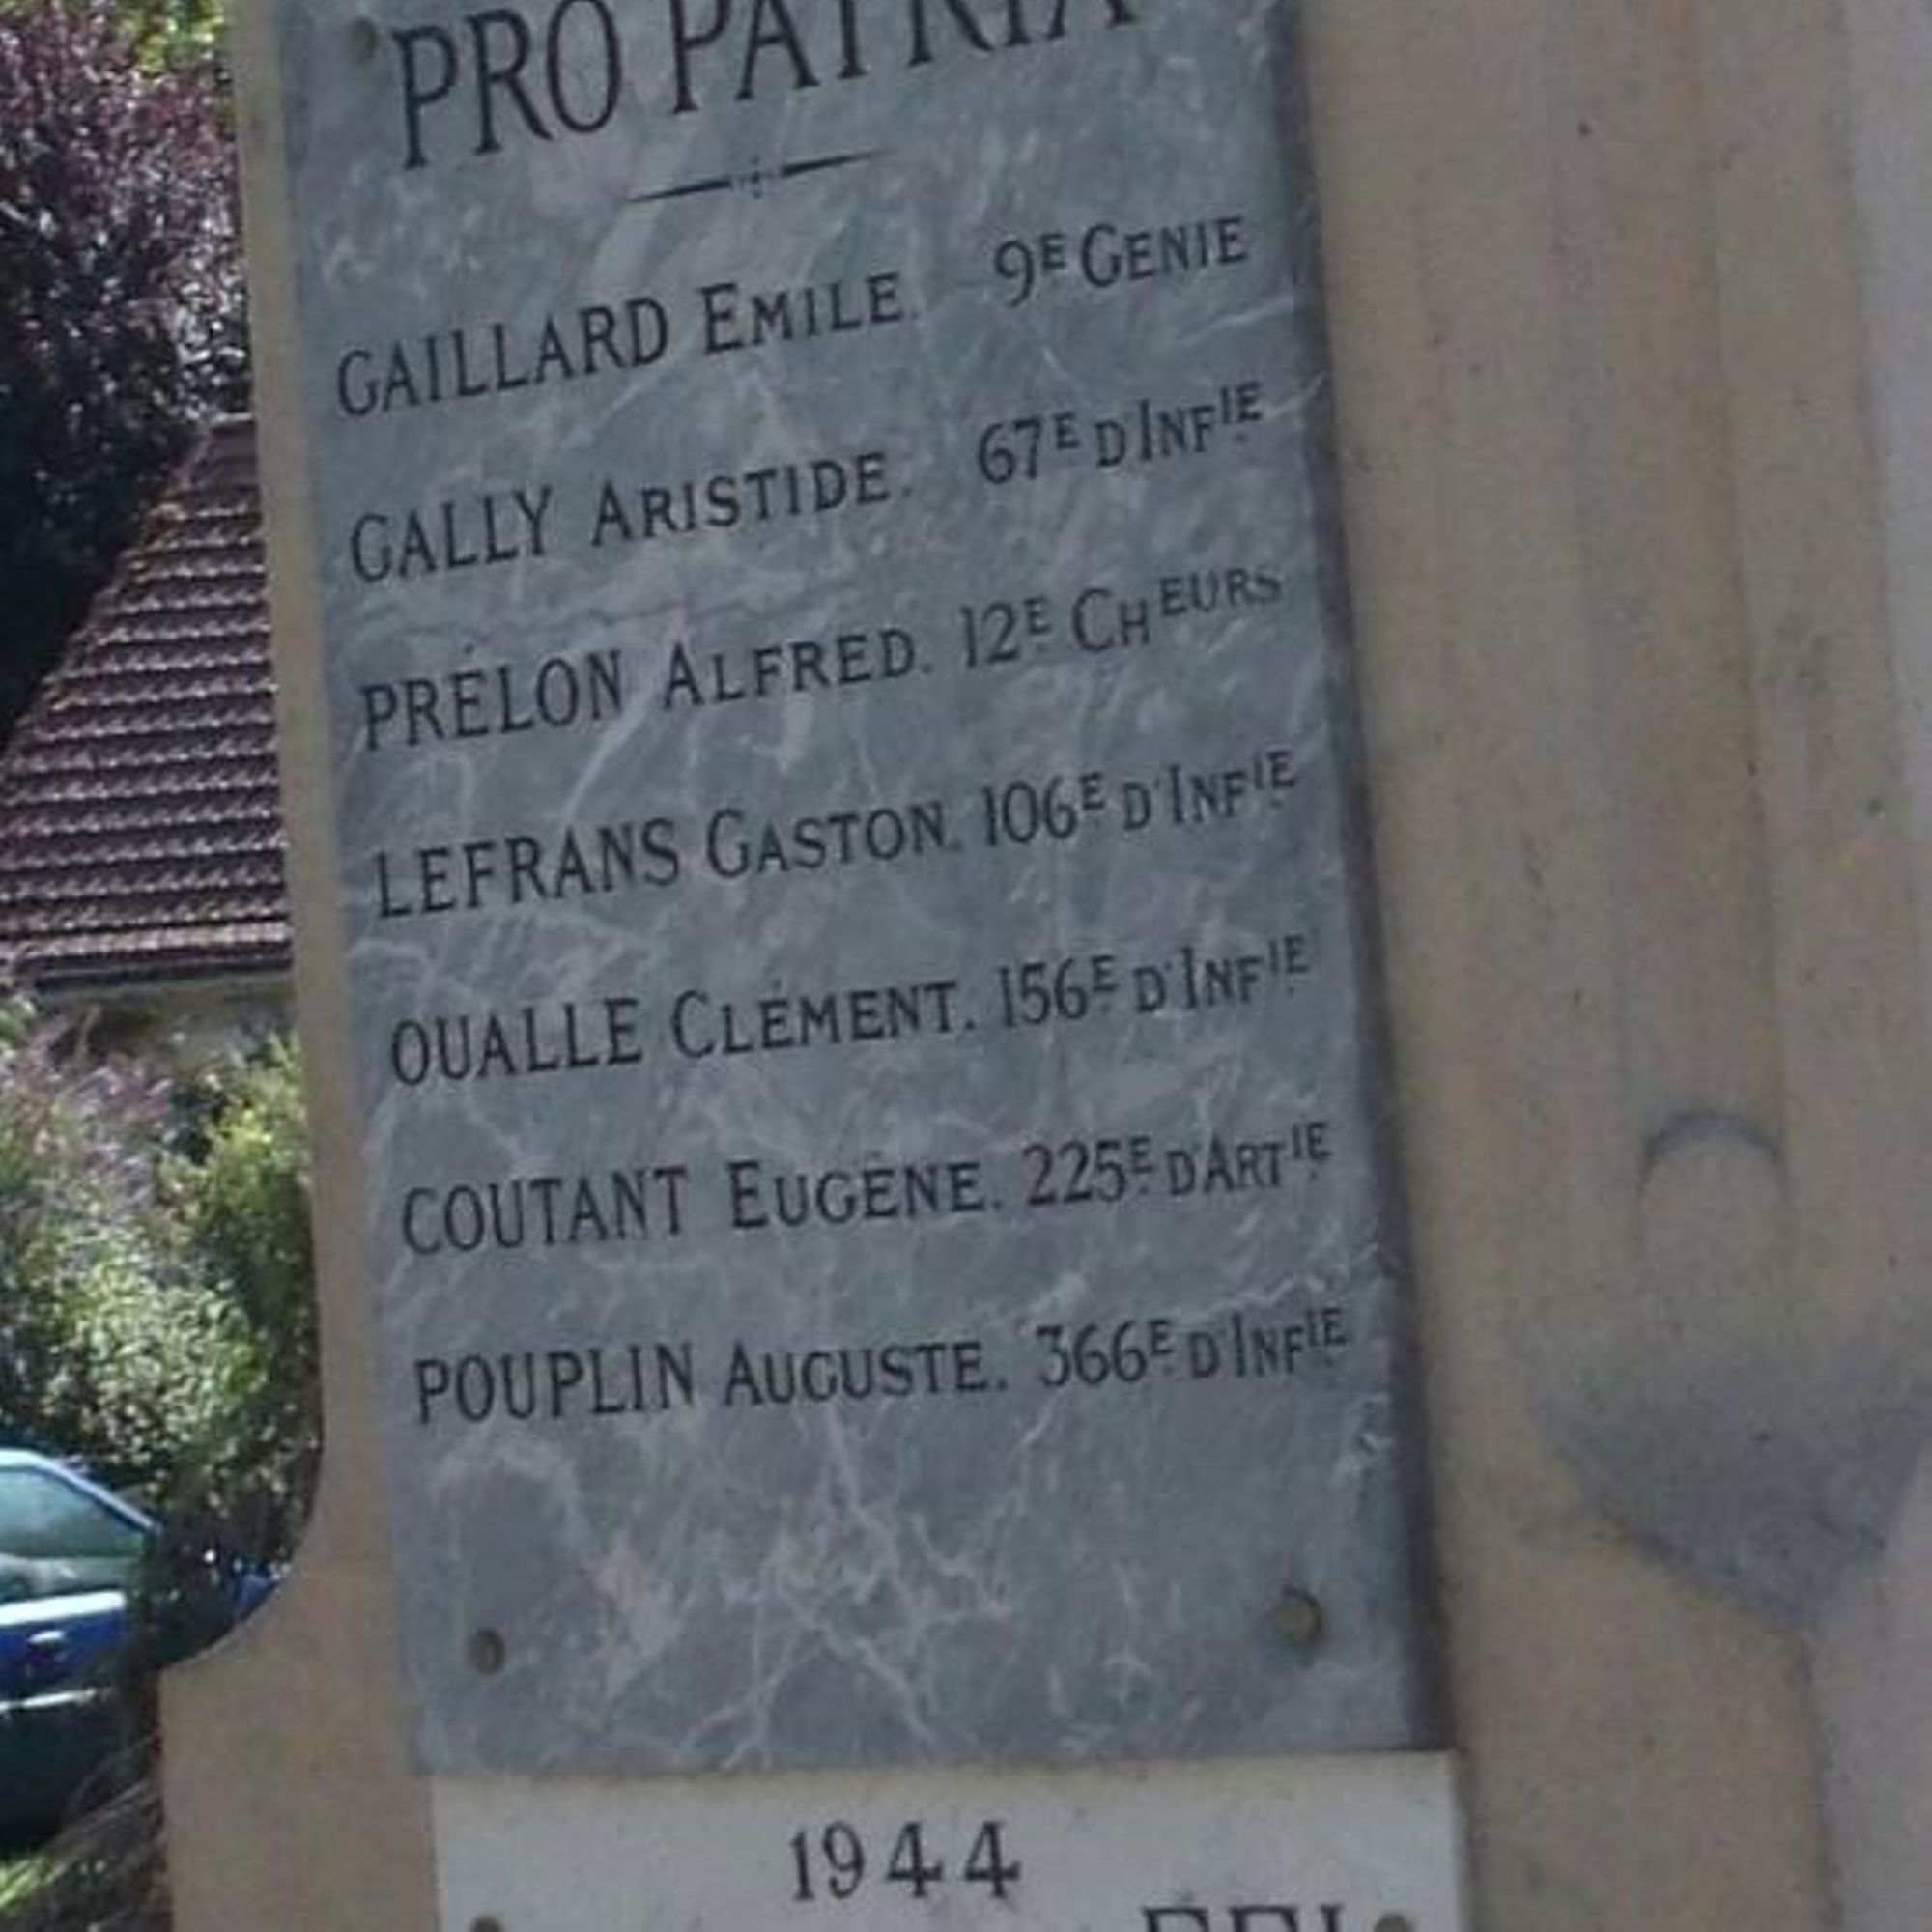 PRO PATRIA
GAILLARD EMILE. 9E GENIE
GALLY ARISTIDE. 67E D INFIE
PRÉLON ALFRED. 12E CHEURS
LEFRANS GASTON. 106E D'INFIE
OUALLE CLÉMENT. 156E D'INFIE
COUTANT EUGÈNE. 225E D'ARTIE
POUPLIN AUGUSTE. 366E D'INFIE
1944